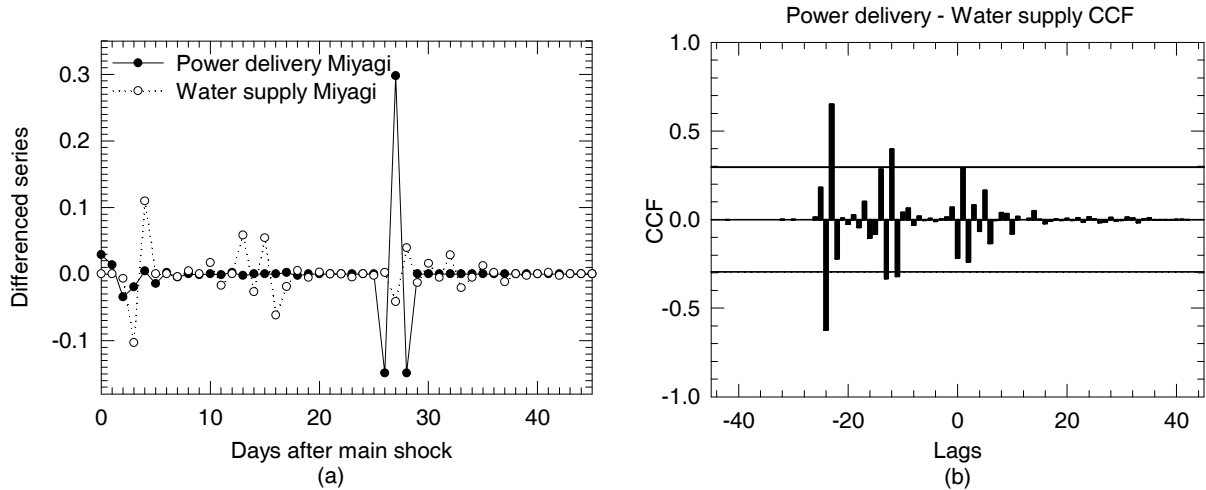 Power delivery Miyagi
Water supply Miyagi
0.3
0.2
0.1
0.0
-0.1
Differenced series
0 10 20 30 40
Days after main shock
(a)
Power delivery - Water supply CCF
1.0
0.5
0.0
-0.5
-1.0
CCF
-40 -20 0 20 40
Lags
(b)